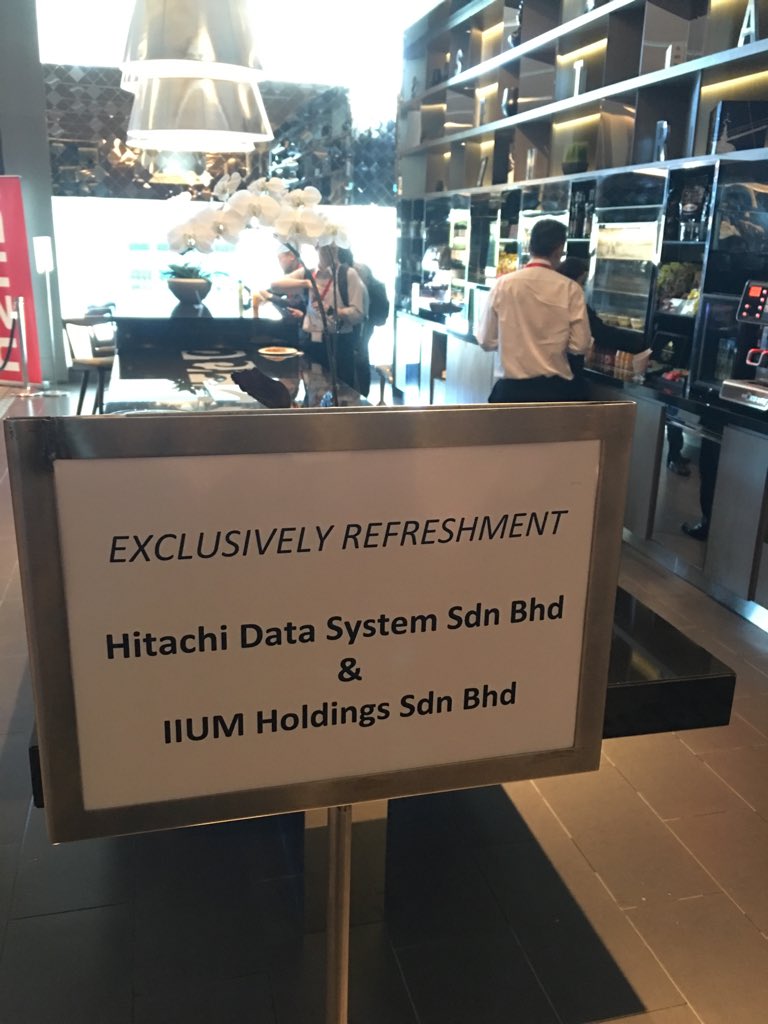 EXCLUSIVELY REFRESHMENT
Hitachi Data System Sdn Bhd
&
IIUM Holdings Sdn Bhd